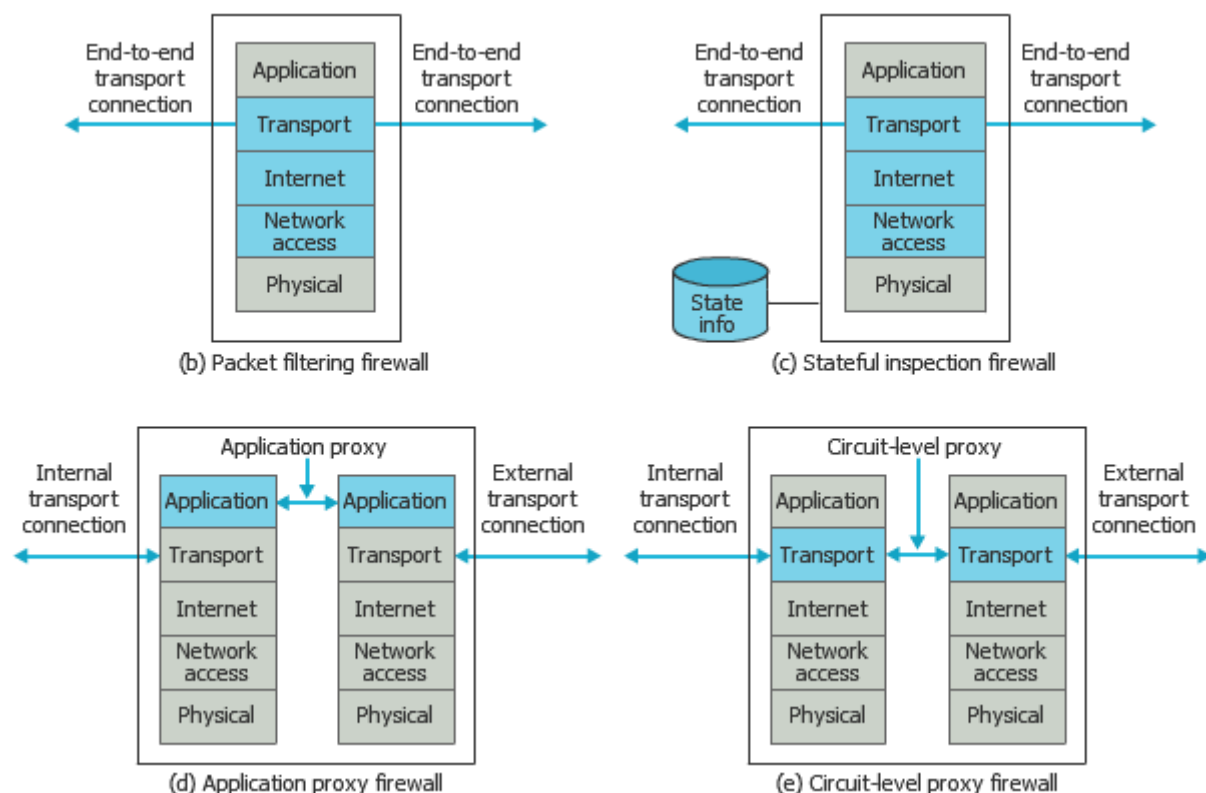 End-to-end
transport
connection
Application
Transport
Internet
Network
access
Physical
End-to-end
transport
connection
(b) Packet filtering firewall
End-to-end
transport
connection
Application
Transport
Internet
Network
access
Physical
End-to-end
transport
connection
State
info
(c) Stateful inspection firewall
Application proxy
Internal
transport
connection
Application
Transport
Internet
Network
access
Physical
Application
Transport
Internet
Network
access
Physical
External
transport
connection
(d) Application proxy firewall
Circuit-level proxy
Internal
transport
connection
Application
Transport
Internet
Network
access
Physical
Application
Transport
Internet
Network
access
Physical
External
transport
connection
(e) Circuit-level proxy firewall